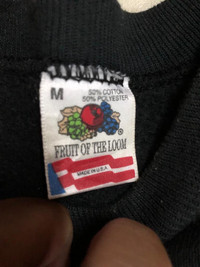 M
50% COTTON
50% POLYESTER
®
FRUIT OF THE LOOM
MADE IN U.S.A.